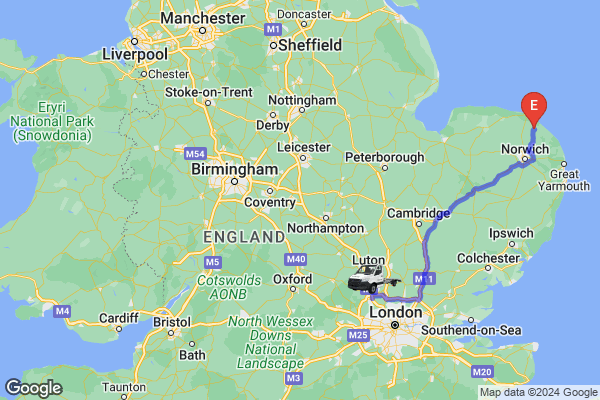 Doncaster
Manchester
M1
Liverpool
Sheffield
Chester
Stoke-on-Trent
Eryri
National Park
(Snowdonia)
Nottingham
Derby
E
Norwich
Leicester
Peterborough
M54
Birmingham
Great
Yarmouth
Coventry
Cambridge
Northampton
Ipswich
ENGLAND
M40
Luton
Colchester
M5
M11
Cotswolds
AONB
Oxford
M4
Cardiff
Bristol
North Wessex
Downs
National
Landscape
London
Southend-on-Sea
M25
Bath
M20
M3
Taunton
Google
Map data ©2024 Google